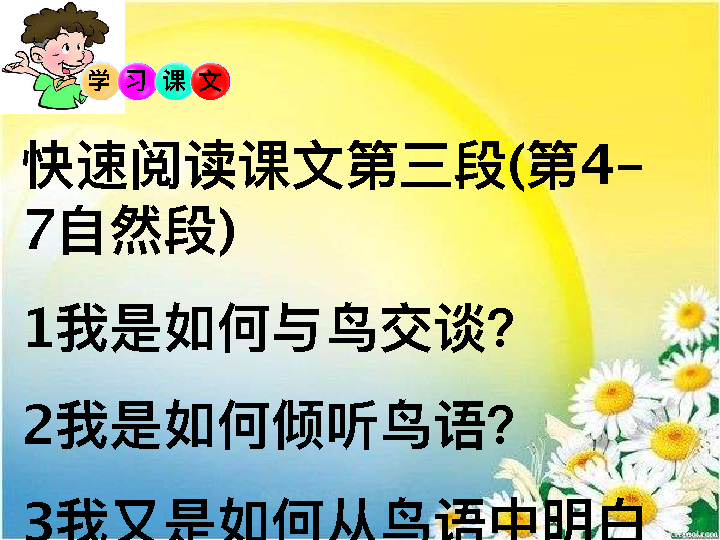 学习课文
快速阅读课文第三段(第4-
7自然段)
1我是如何与鸟交谈?
2我是如何倾听鸟语?
3我又是如何从鸟语中明白